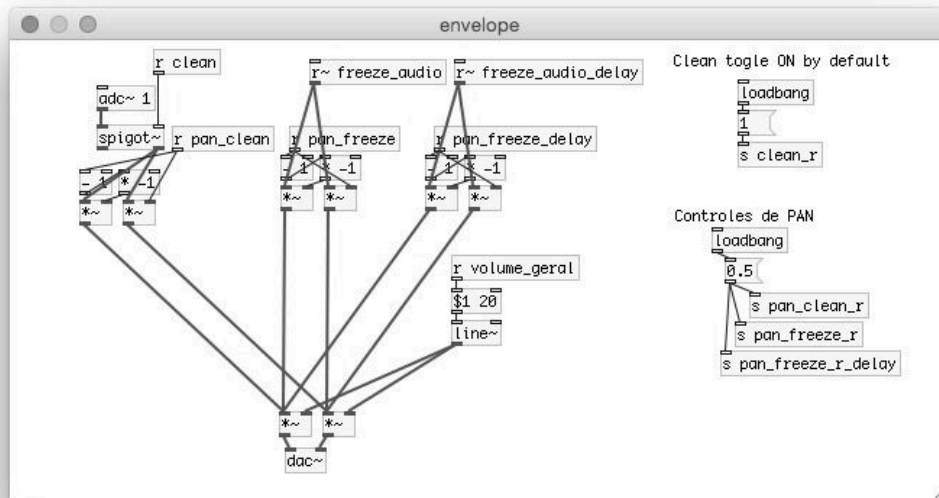 envelope
r clean
adc~ 1
spigot~
r pan_clean
- 1
* -1
*~
*~
r~ freeze_audio
r pan_freeze
- 1
* -1
*~
*~
r~ freeze_audio_delay
r pan_freeze_delay
- 1
* -1
*~
*~
r volume_geral
$1 20
line~
*~
*~
dac~
Clean togle ON by default
loadbang
1
s clean_r
Controles de PAN
loadbang
0.5
s pan_clean_r
s pan_freeze_r
s pan_freeze_r_delay